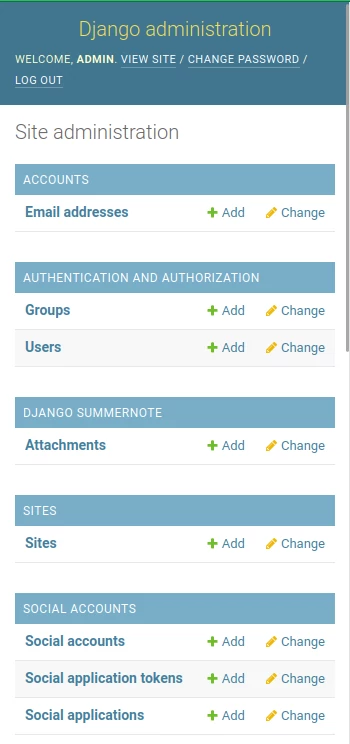 Django administration
WELCOME, ADMIN. VIEW SITE / CHANGE PASSWORD /
LOG OUT
Site administration
ACCOUNTS
Email addresses Add Change
AUTHENTICATION AND AUTHORIZATION
Groups Add Change
Users Add Change
DJANGO SUMMERNOTE
Attachments Add Change
SITES
Sites Add Change
SOCIAL ACCOUNTS
Social accounts Add Change
Social application tokens Add Change
Social applications Add Change